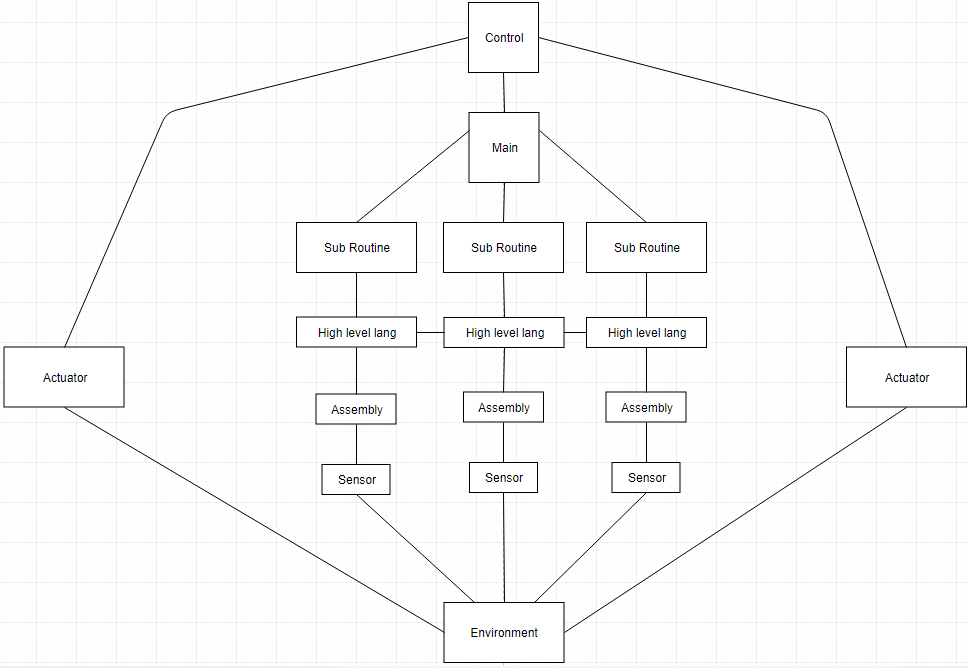 Control
Main
Sub Routine
Sub Routine
Sub Routine
High level lang
High level lang
High level lang
Actuator
Actuator
Assembly
Assembly
Assembly
Sensor
Sensor
Sensor
Environment